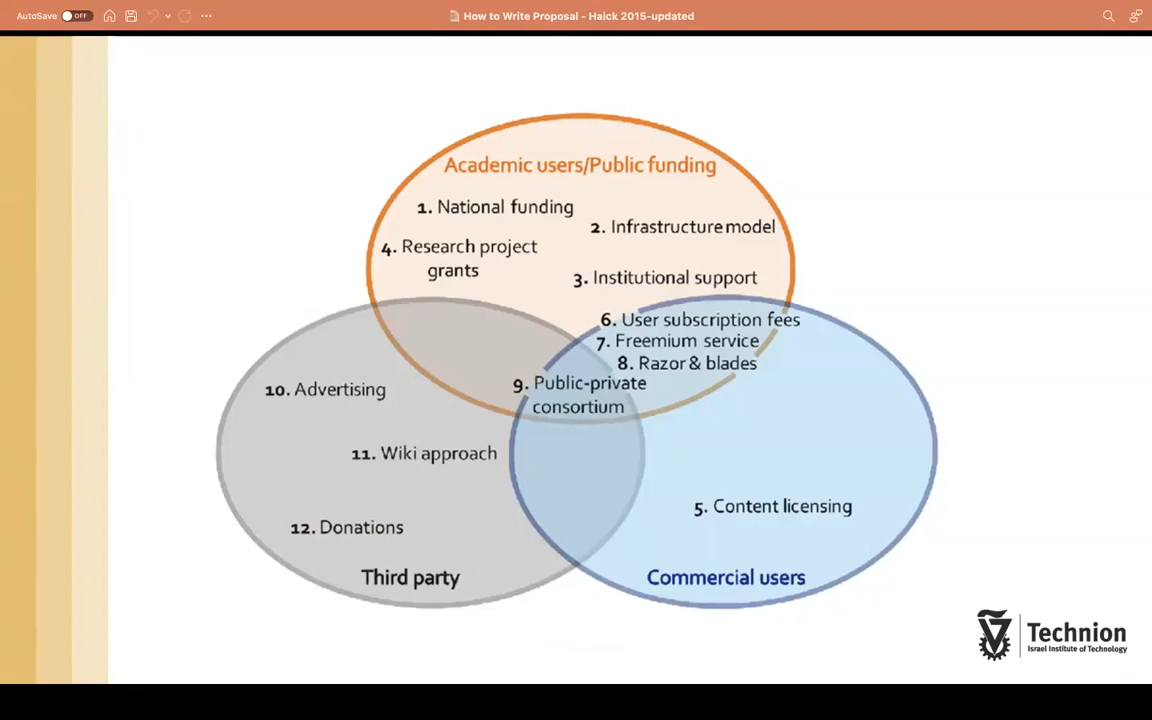 AutoSave OFF
How to Write Proposal - Haick 2015-updated
Academic users/Public funding
1. National funding
2. Infrastructure model
4. Research project
grants
3. Institutional support
6. User subscription fees
7. Freemium service
8. Razor & blades
9. Public-private
consortium
10. Advertising
11. Wiki approach
5. Content licensing
12. Donations
Third party
Commercial users
Technion
Israel Institute of Technology